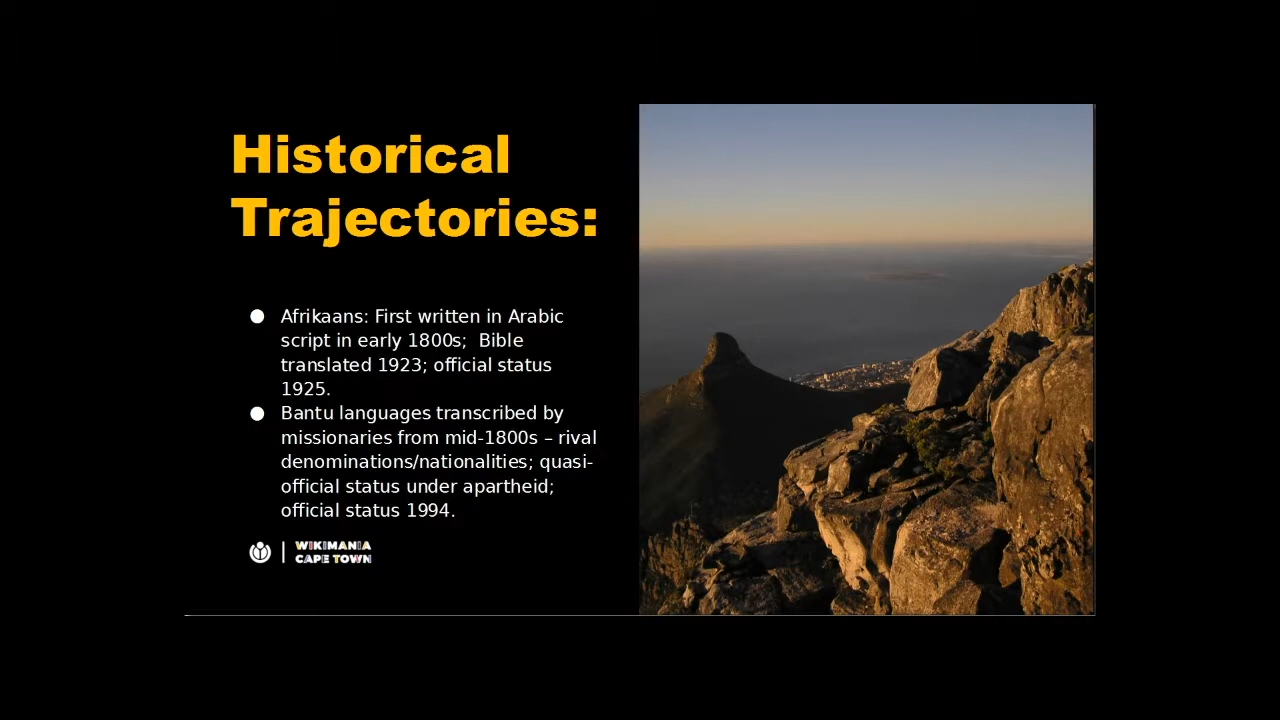 Historical
Trajectories:
● Afrikaans: First written in Arabic
script in early 1800s;  Bible
translated 1923; official status
1925.
● Bantu languages transcribed by
missionaries from mid-1800s – rival
denominations/nationalities; quasi-
official status under apartheid;
official status 1994.
WIKIMANIA
CAPE TOWN